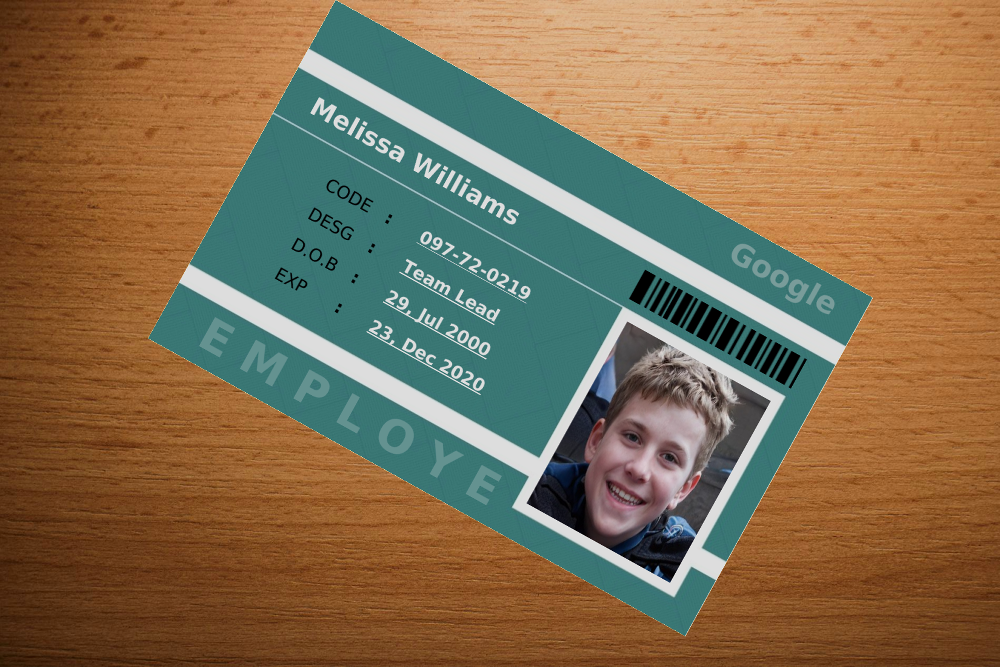 Google
Melissa Williams
CODE : 097-72-0219
DESG : Team Lead
D.O.B : 29, Jul 2000
EXP : 23, Dec 2020
EMPLOYE